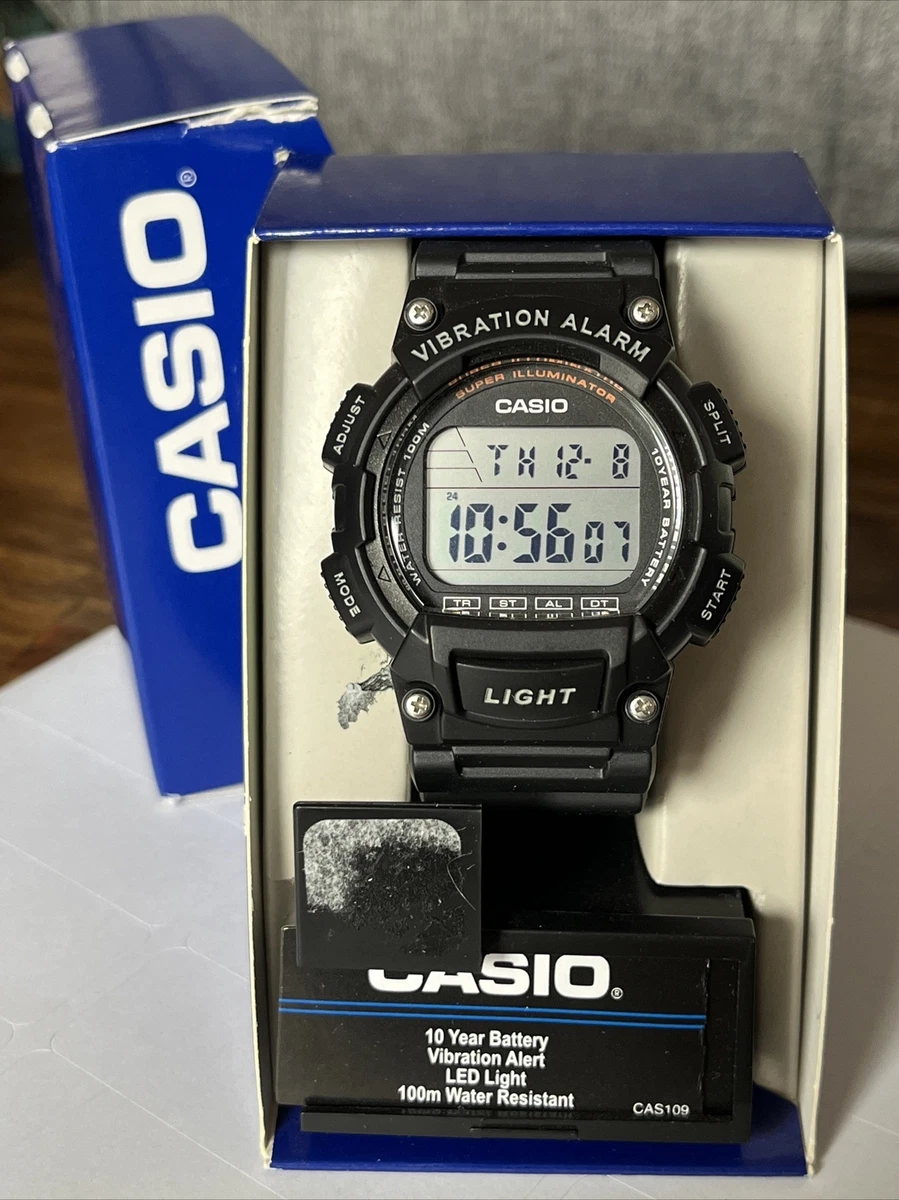 CASIO®
VIBRATION ALARM
SUPER ILLUMINATOR
CASIO
ADJUST
SPLIT
WATER RESIST 100M
10YEAR BATTERY
TH 12-8
24
10:56 07
MODE
START
TR ST AL DT
LIGHT
CASIO®
10 Year Battery
Vibration Alert
LED Light
100m Water Resistant
CAS109